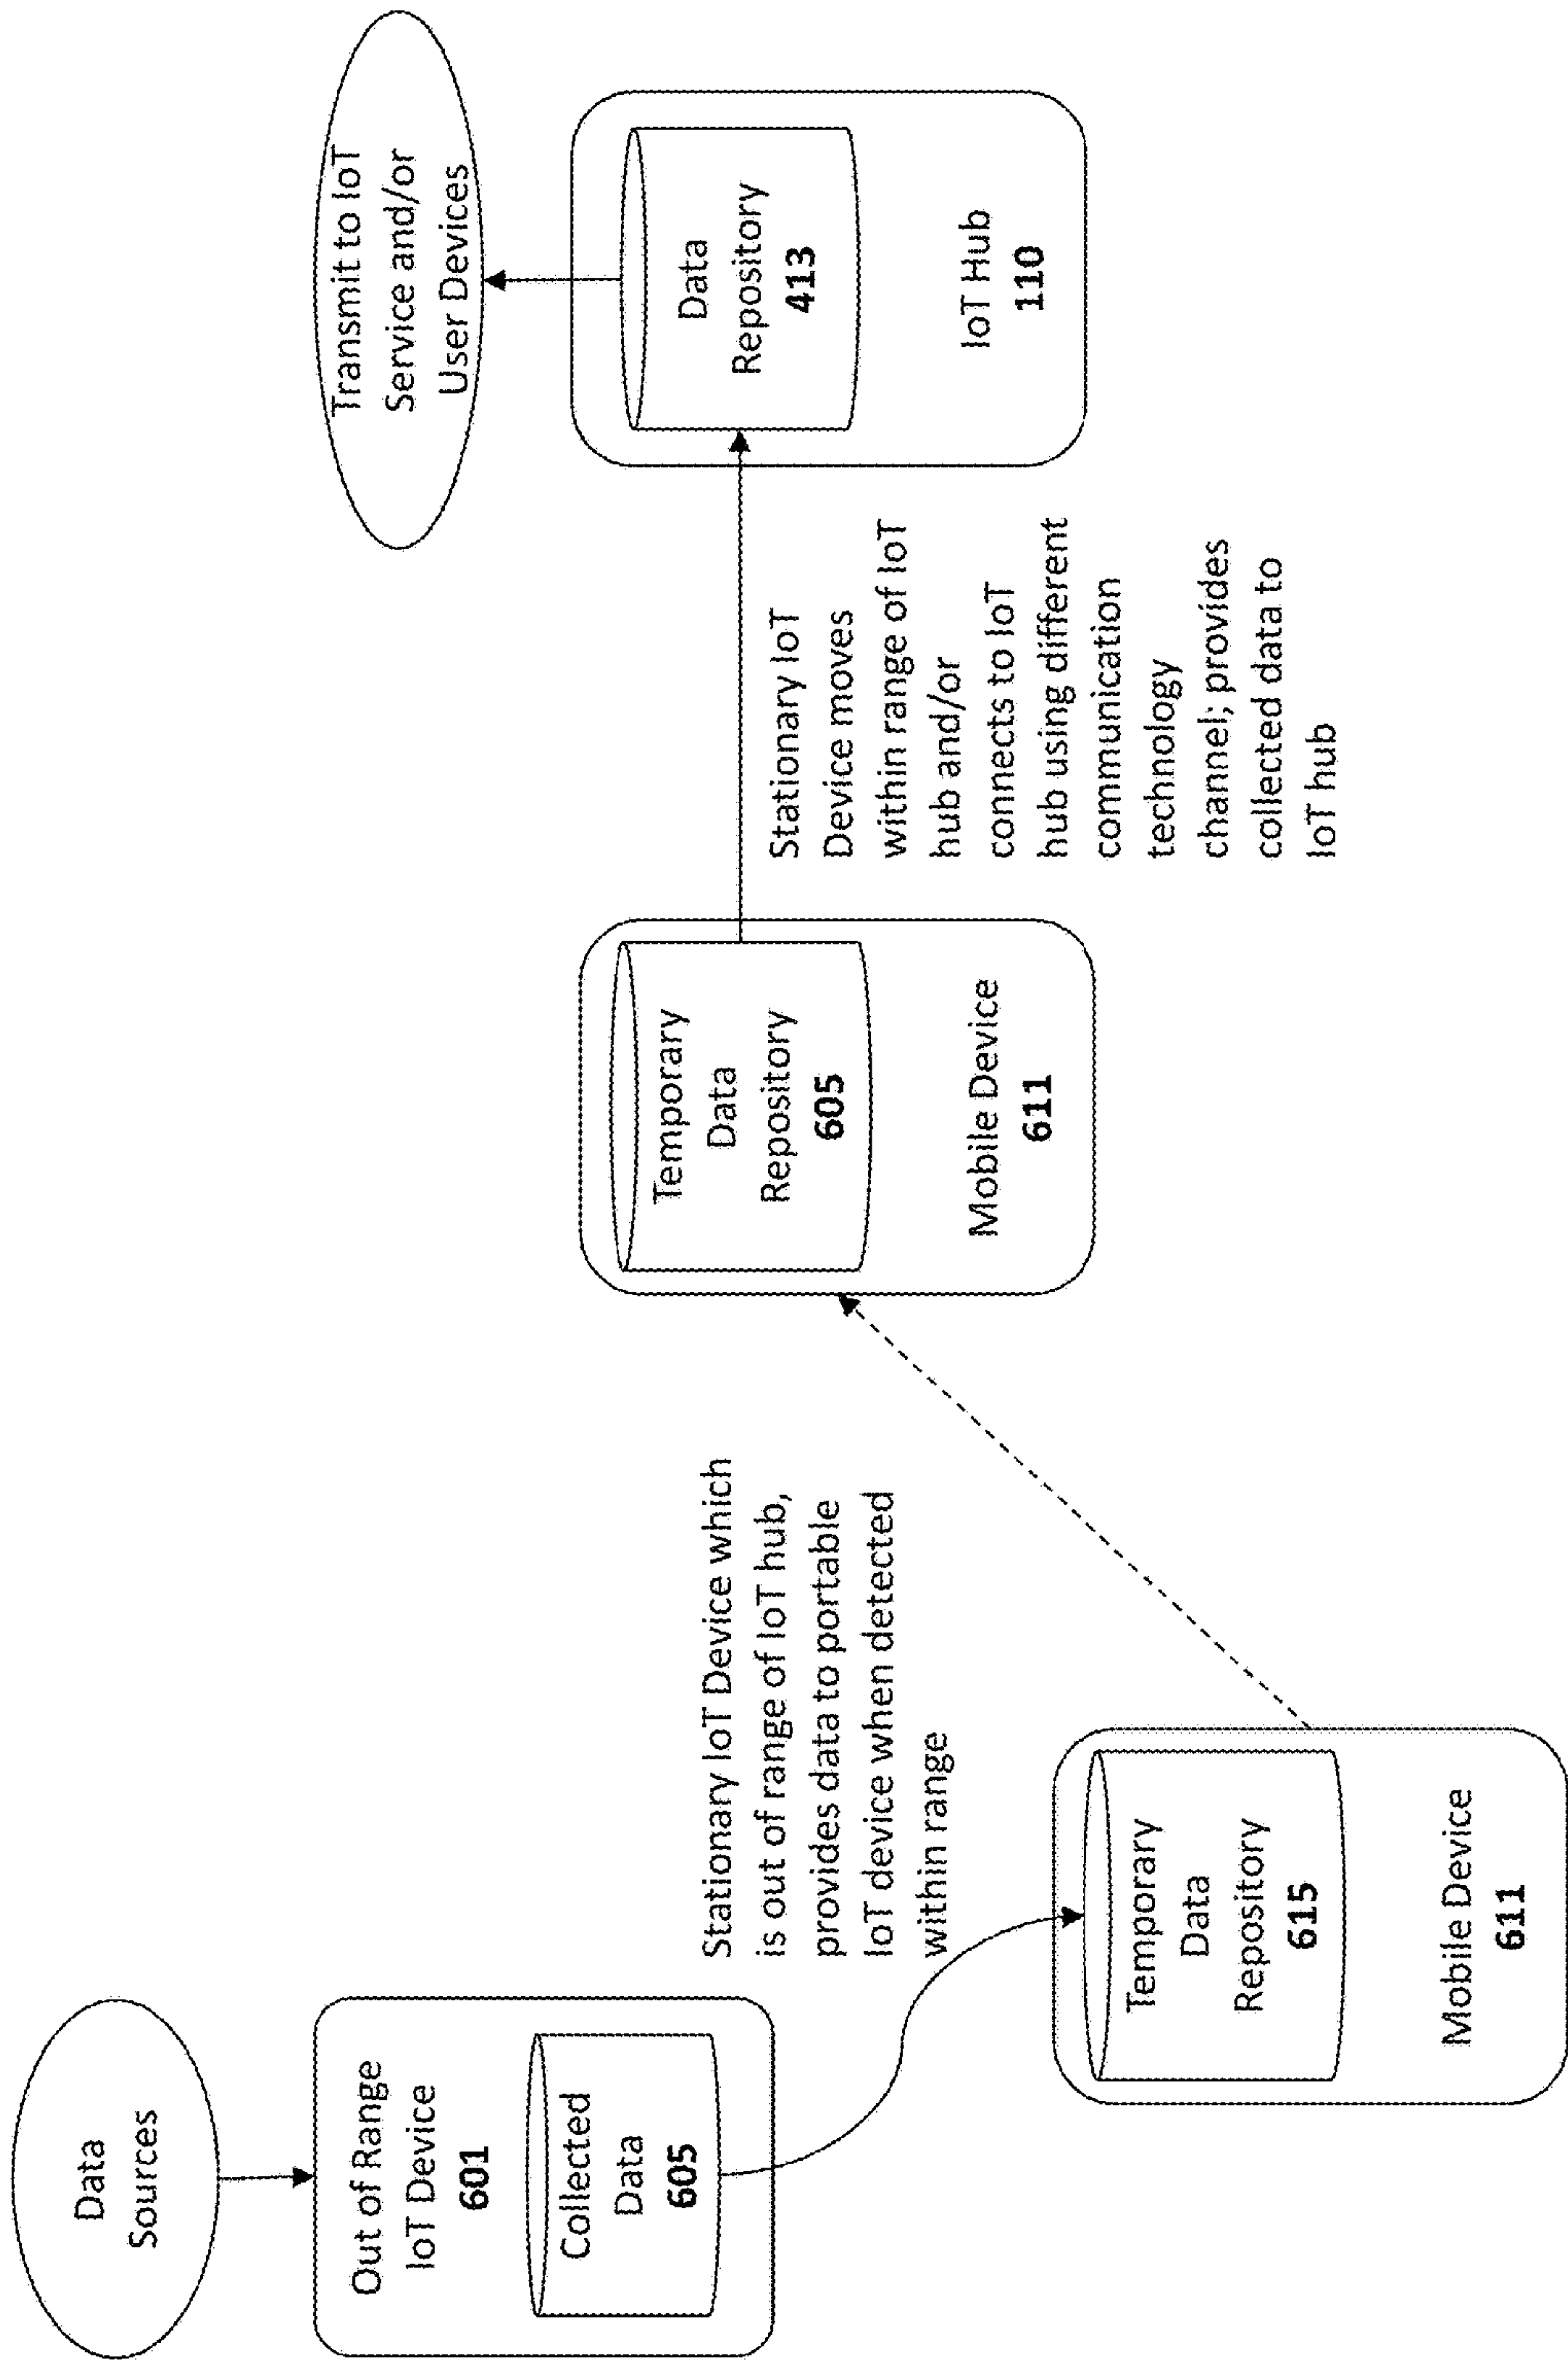 Data
Sources
Out of Range
IoT Device
601
Collected
Data
605
Stationary IoT Device which
is out of range of IoT hub,
provides data to portable
IoT device when detected
within range
Temporary
Data
Repository
615
Mobile Device
611
Temporary
Data
Repository
605
Mobile Device
611
Stationary IoT
Device moves
within range of IoT
hub and/or
connects to IoT
hub using different
communication
technology
channel; provides
collected data to
IoT hub
Transmit to IoT
Service and/or
User Devices
Data
Repository
413
IoT Hub
110